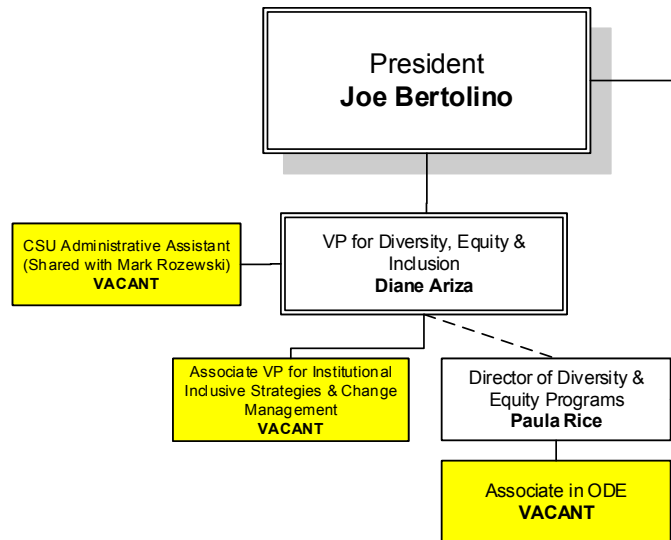 President
Joe Bertolino
CSU Administrative Assistant
(Shared with Mark Rozewski)
VACANT
VP for Diversity, Equity &
Inclusion
Diane Ariza
Associate VP for Institutional
Inclusive Strategies & Change
Management
VACANT
Director of Diversity &
Equity Programs
Paula Rice
Associate in ODE
VACANT